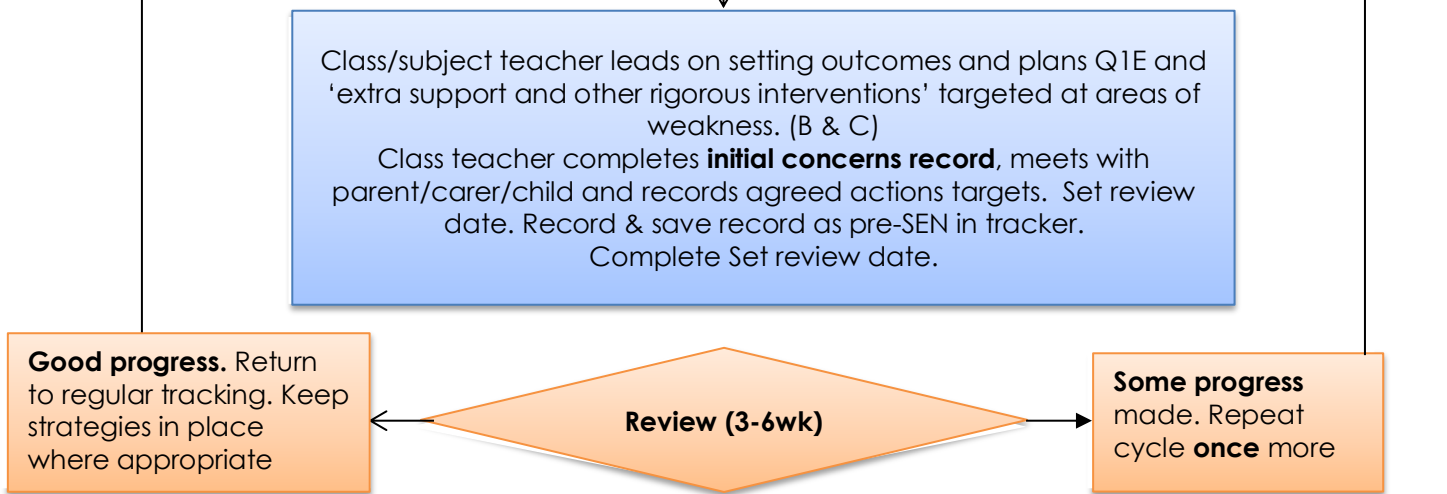 Class/subject teacher leads on setting outcomes and plans Q1E and
‘extra support and other rigorous interventions’ targeted at areas of
weakness. (B & C)
Class teacher completes initial concerns record, meets with
parent/carer/child and records agreed actions targets.  Set review
date. Record & save record as pre-SEN in tracker.
Complete Set review date.
Good progress. Return
to regular tracking. Keep
strategies in place
where appropriate
Review (3-6wk)
Some progress
made. Repeat
cycle once more